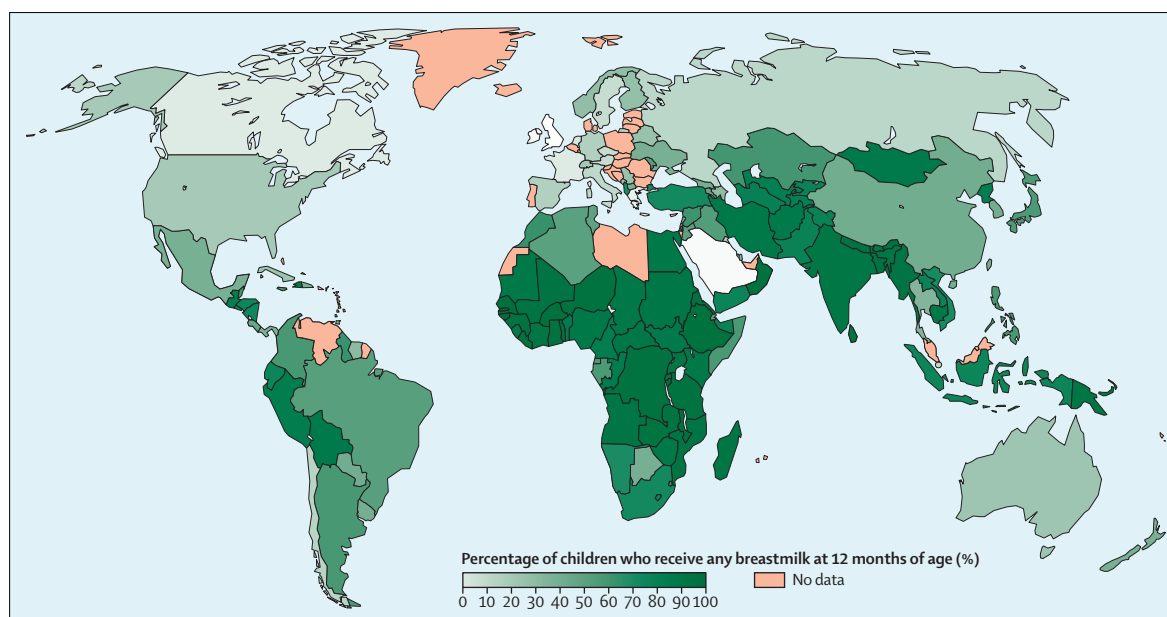 Percentage of children who receive any breastmilk at 12 months of age (%)
No data
0 10 20 30 40 50 60 70 80 90 100